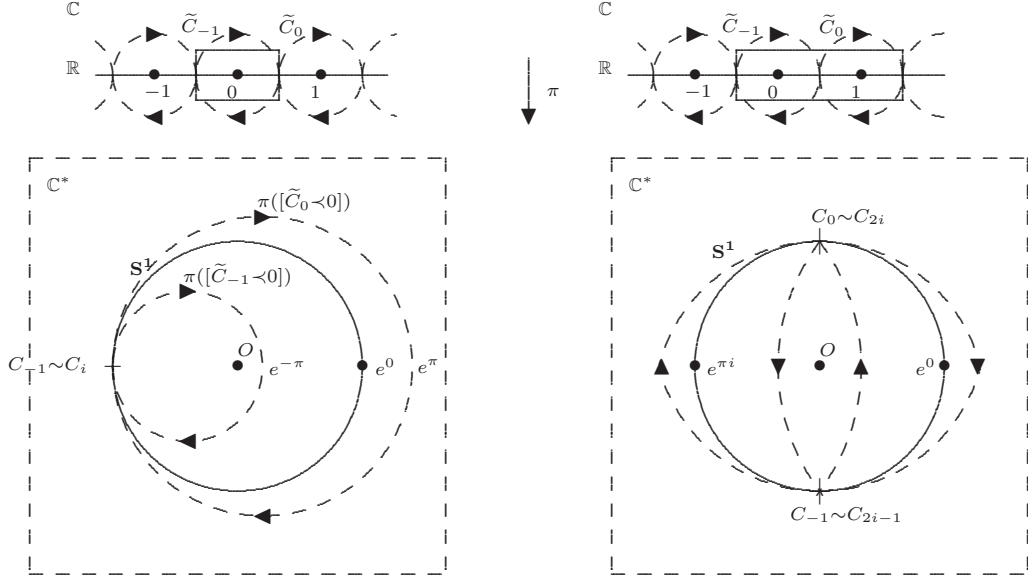 ℂ
C̃₋₁ C̃₀
ℝ
−1 0 1
π
ℂ
C̃₋₁ C̃₀
ℝ
−1 0 1
ℂ*
π([C̃₀≺0])
S¹
π([C̃₋₁≺0])
O
C₋₁∼Cᵢ
e^{−π} e⁰ e^{π}
ℂ*
C₀∼C₂ᵢ
S¹
O
e^{πi} e⁰
C₋₁∼C₂ᵢ₋₁